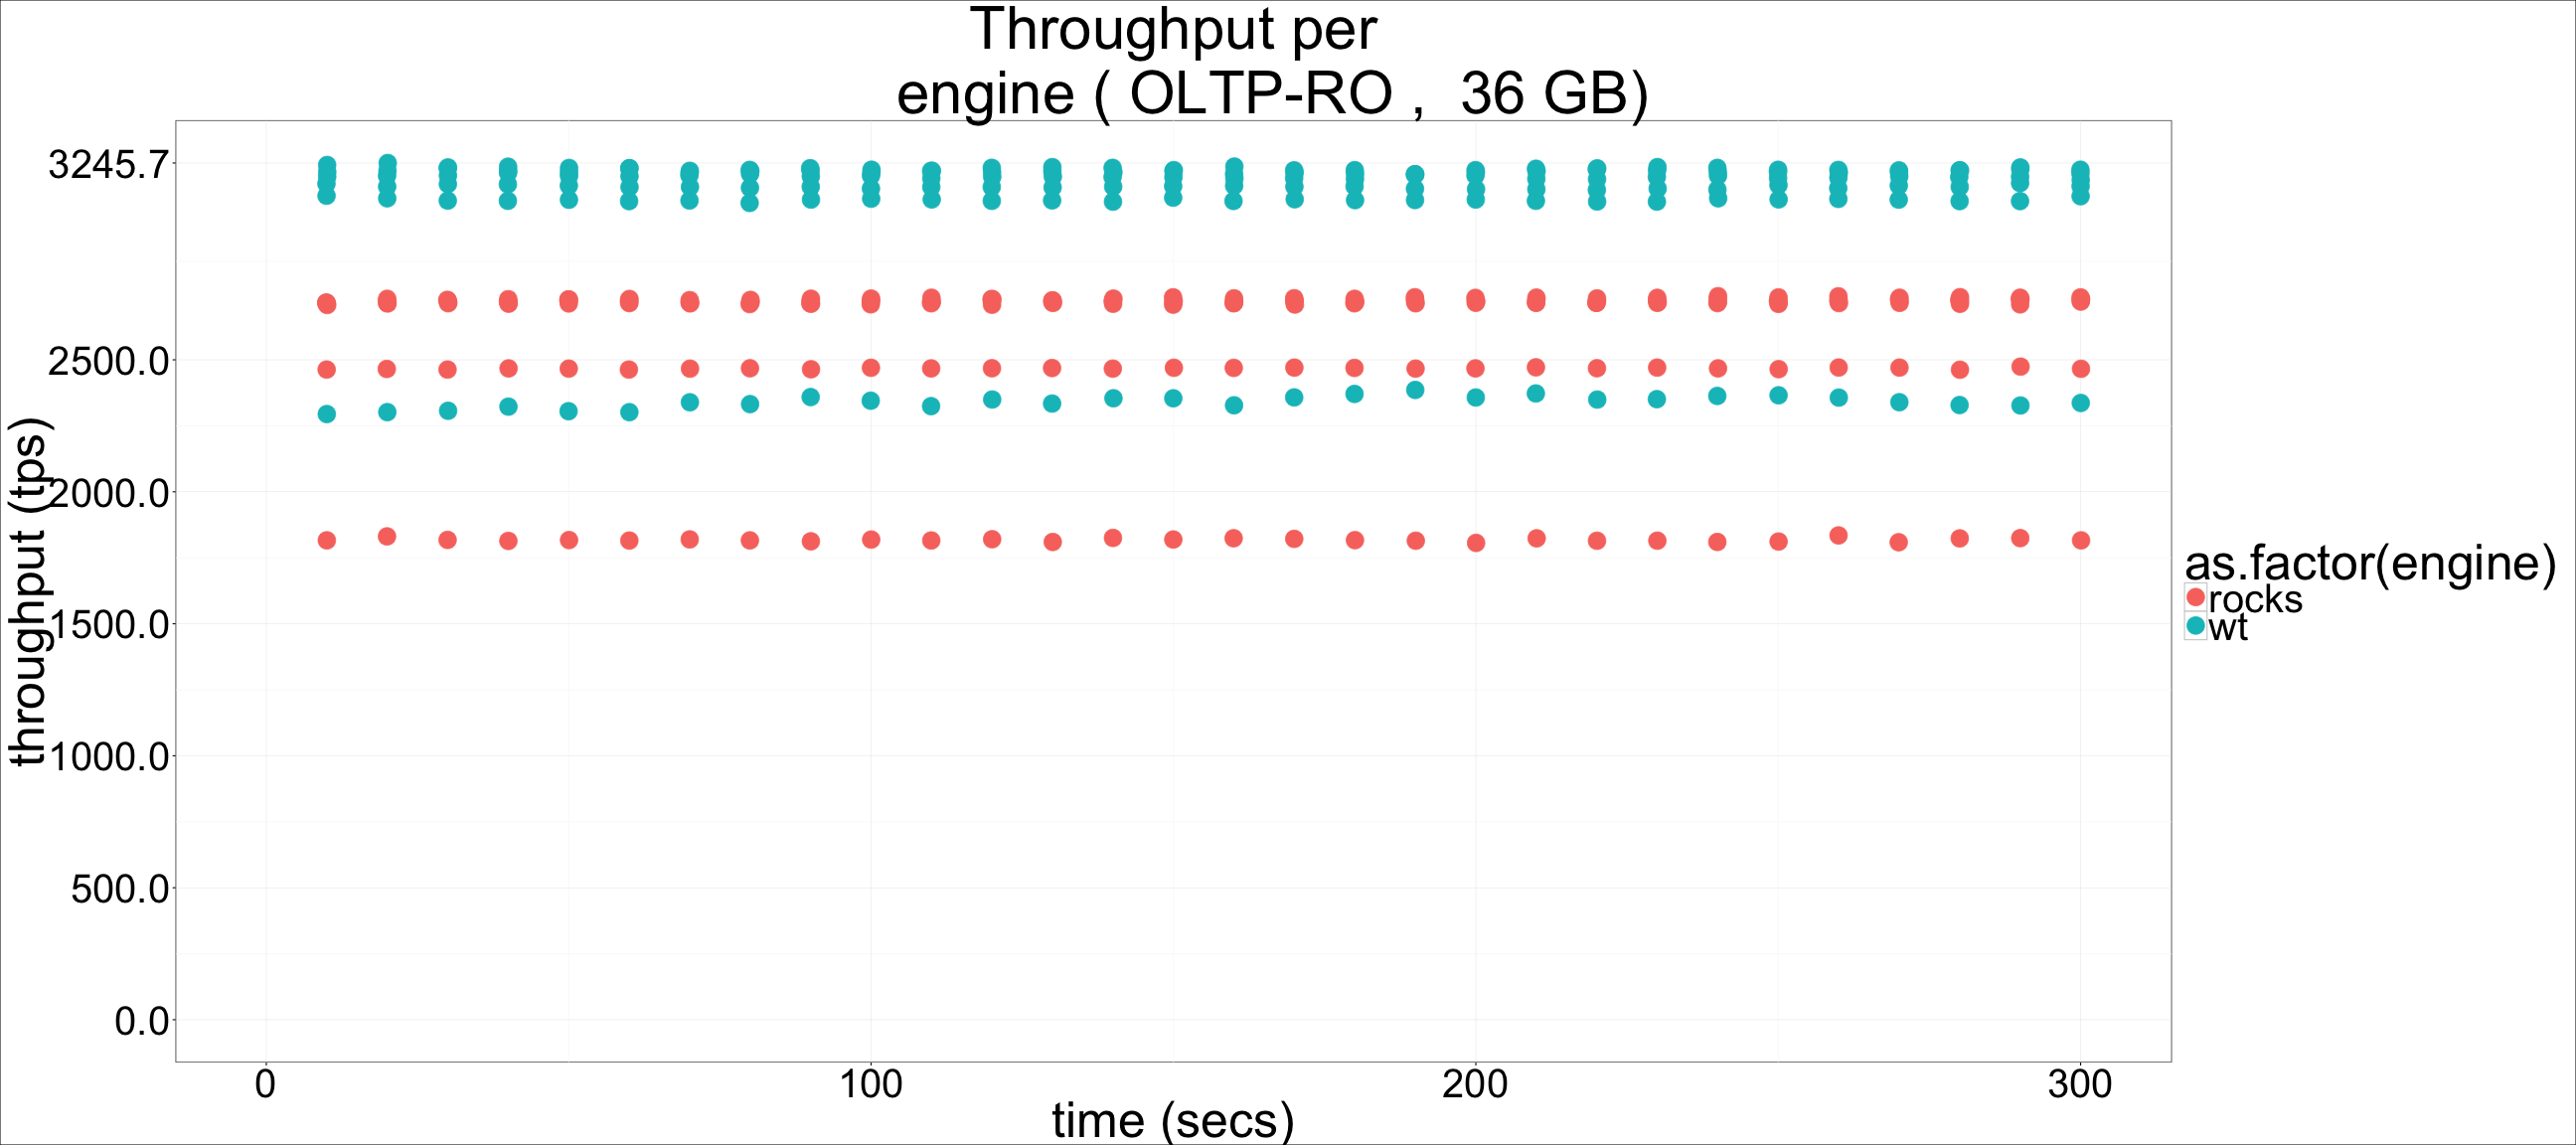 Throughput per
engine ( OLTP-RO ,  36 GB)
throughput (tps)
3245.7
2500.0
2000.0
1500.0
1000.0
500.0
0.0
0
100
200
300
time (secs)
as.factor(engine)
rocks
wt